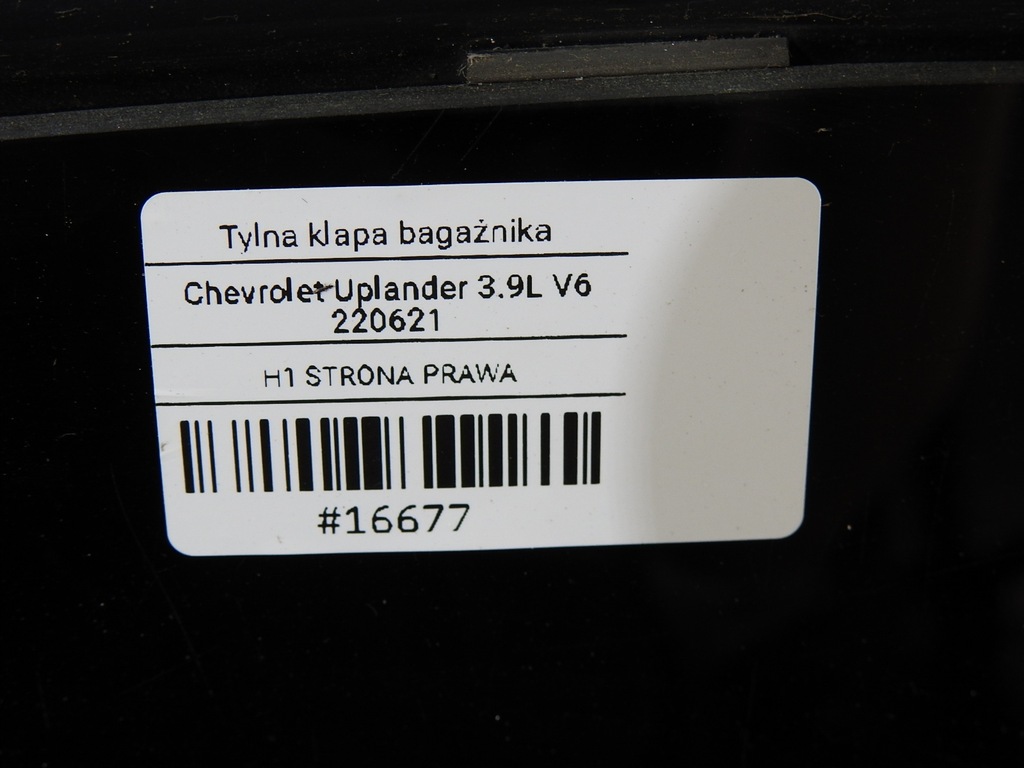 Tylna klapa bagażnika
Chevrolet Uplander 3.9L V6
220621
H1 STRONA PRAWA
#16677